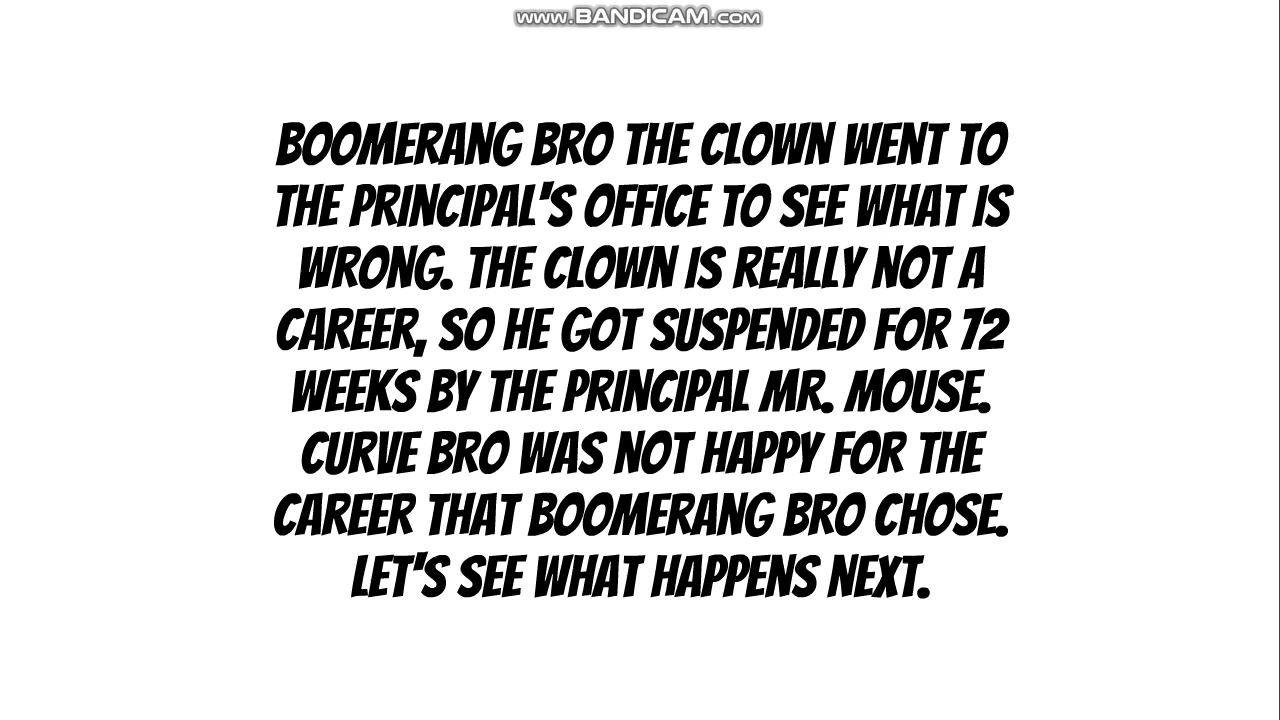 www.BANDICAM.com
BOOMERANG BRO THE CLOWN WENT TO
THE PRINCIPAL'S OFFICE TO SEE WHAT IS
WRONG. THE CLOWN IS REALLY NOT A
CAREER, SO HE GOT SUSPENDED FOR 72
WEEKS BY THE PRINCIPAL MR. MOUSE.
CURVE BRO WAS NOT HAPPY FOR THE
CAREER THAT BOOMERANG BRO CHOSE.
LET'S SEE WHAT HAPPENS NEXT.